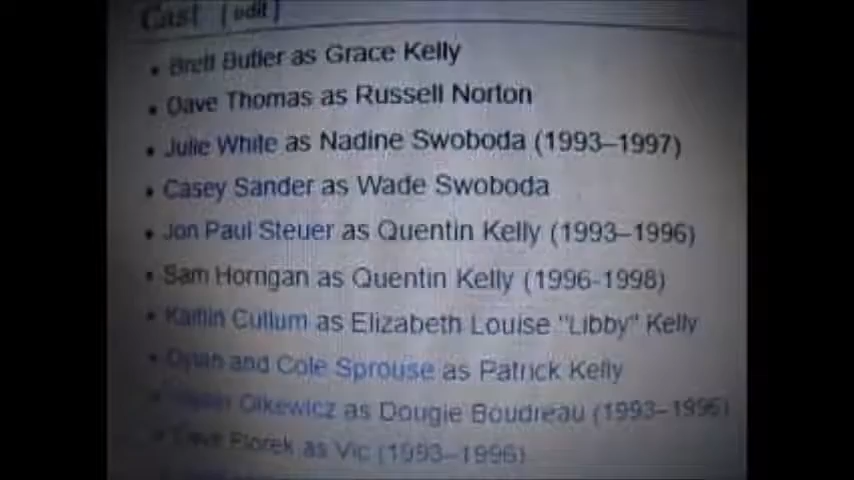 Cast [edit]
• Brett Butler as Grace Kelly
• Dave Thomas as Russell Norton
• Julie White as Nadine Swoboda (1993–1997)
• Casey Sander as Wade Swoboda
• Jon Paul Steuer as Quentin Kelly (1993–1996)
• Sam Horrigan as Quentin Kelly (1996-1998)
• Kaitlin Cullum as Elizabeth Louise "Libby" Kelly
• Dylan and Cole Sprouse as Patrick Kelly
• Olkewicz as Dougie Boudreau (1993–1996)
• Dave Florek as Vic (1993–1996)